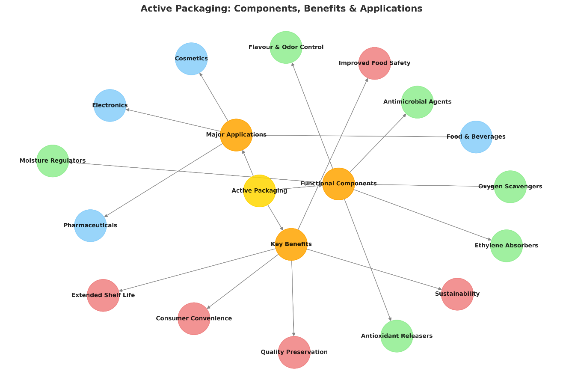 Active Packaging: Components, Benefits & Applications
Flavour & Odor Control
Cosmetics
Improved Food Safety
Antimicrobial Agents
Electronics
Major Applications
Food & Beverages
Moisture Regulators
Functional Components
Oxygen Scavengers
Active Packaging
Pharmaceuticals
Key Benefits
Ethylene Absorbers
Extended Shelf Life
Sustainability
Consumer Convenience
Antioxidant Releasers
Quality Preservation